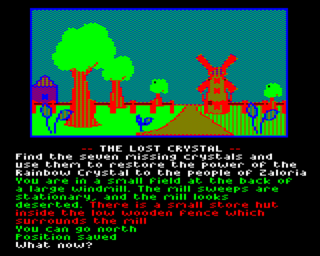 -- THE LOST CRYSTAL --
Find the seven missing crystals and
use them to restore the power of the
Rainbow Crystal to the people of Zaloria
You are in a small field at the back of
a large windmill. The mill sweeps are
stationary, and the mill looks
deserted. There is a small store hut
inside the low wooden fence which
surrounds the mill
You can go north
Position saved
What now?